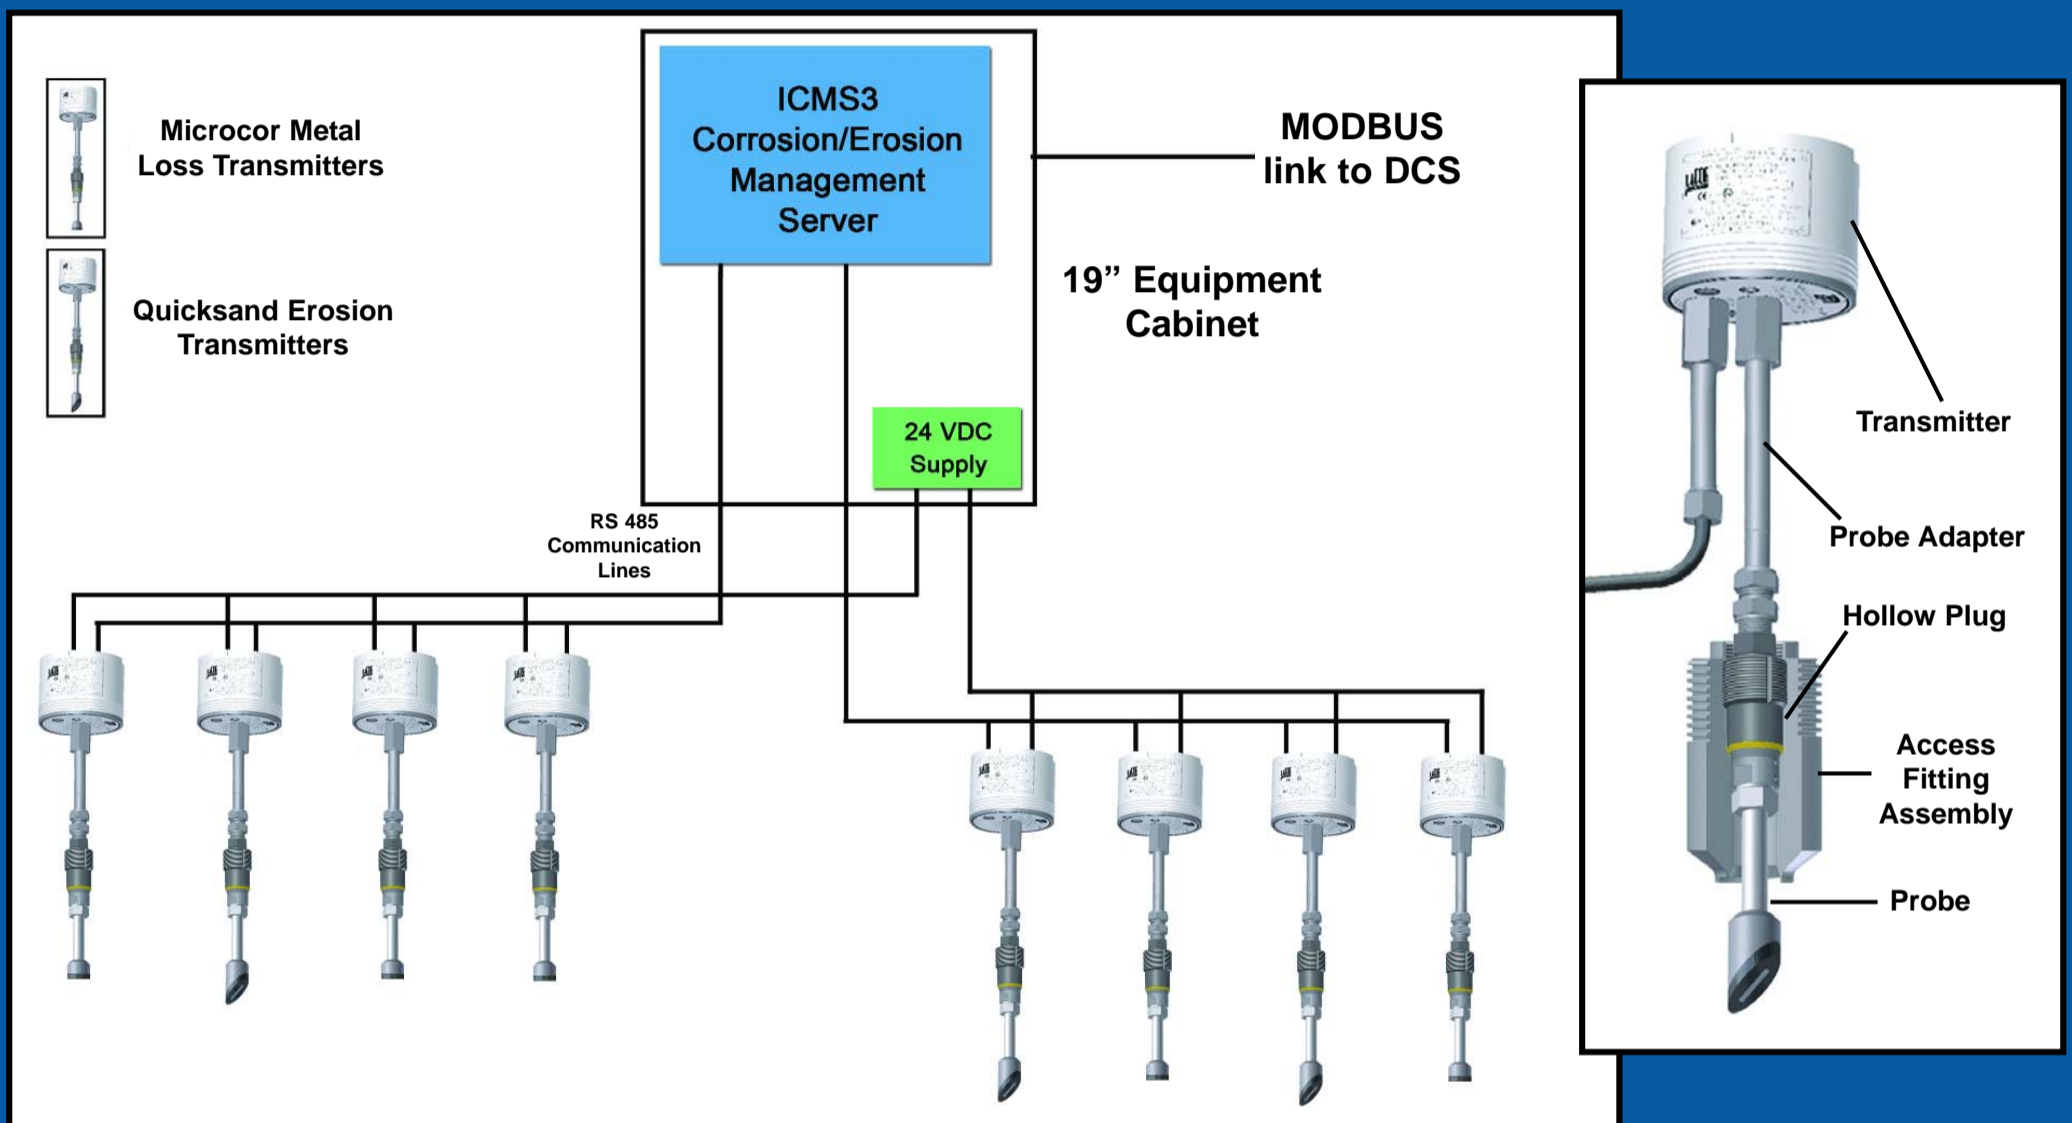 Microcor Metal
Loss Transmitters
Quicksand Erosion
Transmitters
ICMS3
Corrosion/Erosion
Management
Server
MODBUS
link to DCS
19” Equipment
Cabinet
24 VDC
Supply
RS 485
Communication
Lines
Transmitter
Probe Adapter
Hollow Plug
Access
Fitting
Assembly
Probe